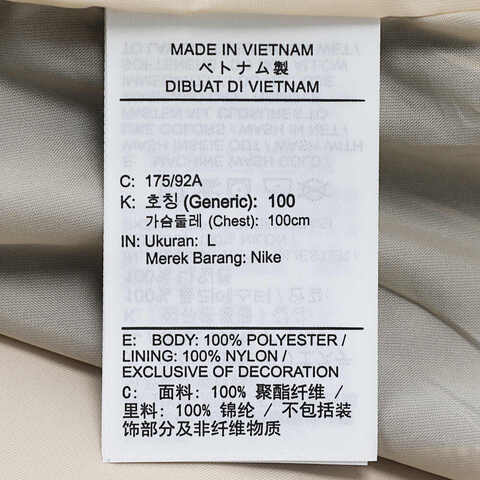 MADE IN VIETNAM
ベトナム製
DIBUAT DI VIETNAM
C: 175/92A
K: 호칭 (Generic): 100
가슴둘레 (Chest): 100cm
IN: Ukuran: L
Merek Barang: Nike
E: BODY: 100% POLYESTER /
LINING: 100% NYLON /
EXCLUSIVE OF DECORATION
C: 面料: 100% 聚酯纤维 /
里料: 100% 锦纶 / 不包括装
饰部分及非纤维物质